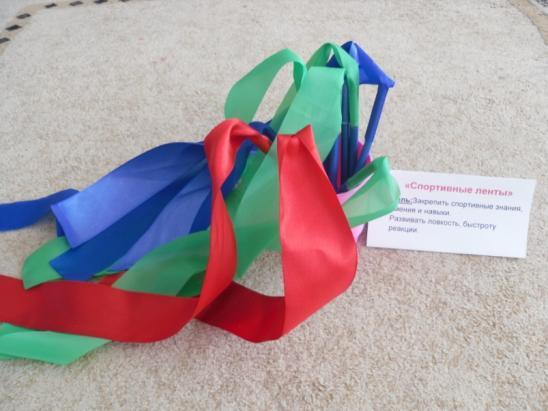 «Спортивные ленты»
Закрепить спортивные знания,
и навыки.
Развивать ловкость, быстроту
реакции.